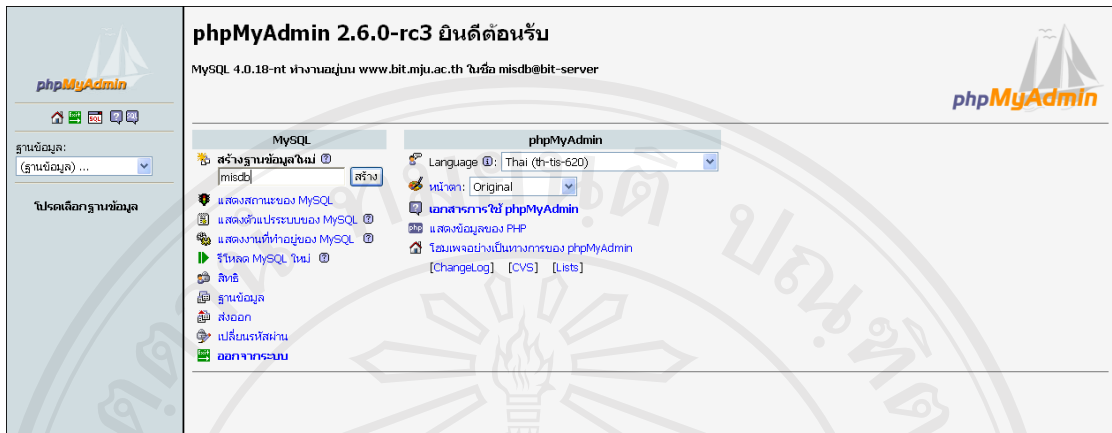 phpMyAdmin
ฐานข้อมูล:
(ฐานข้อมูล) ...
โปรดเลือกฐานข้อมูล
phpMyAdmin 2.6.0-rc3 ยินดีต้อนรับ
MySQL 4.0.18-nt ทำงานอยู่บน www.bit.mju.ac.th ในชื่อ misdb@bit-server
phpMyAdmin
MySQL
สร้างฐานข้อมูลใหม่
misdb สร้าง
แสดงสถานะของ MySQL
แสดงตัวแปรระบบของ MySQL
แสดงงานที่ทำอยู่ของ MySQL
รีโหลด MySQL ใหม่
สิทธิ
ฐานข้อมูล
ส่งออก
เปลี่ยนรหัสผ่าน
ออกจากระบบ
phpMyAdmin
Language : Thai (th-tis-620)
หน้าตา: Original
เอกสารการใช้ phpMyAdmin
php แสดงข้อมูลของ PHP
โฮมเพจอย่างเป็นทางการของ phpMyAdmin
[ChangeLog] [CVS] [Lists]